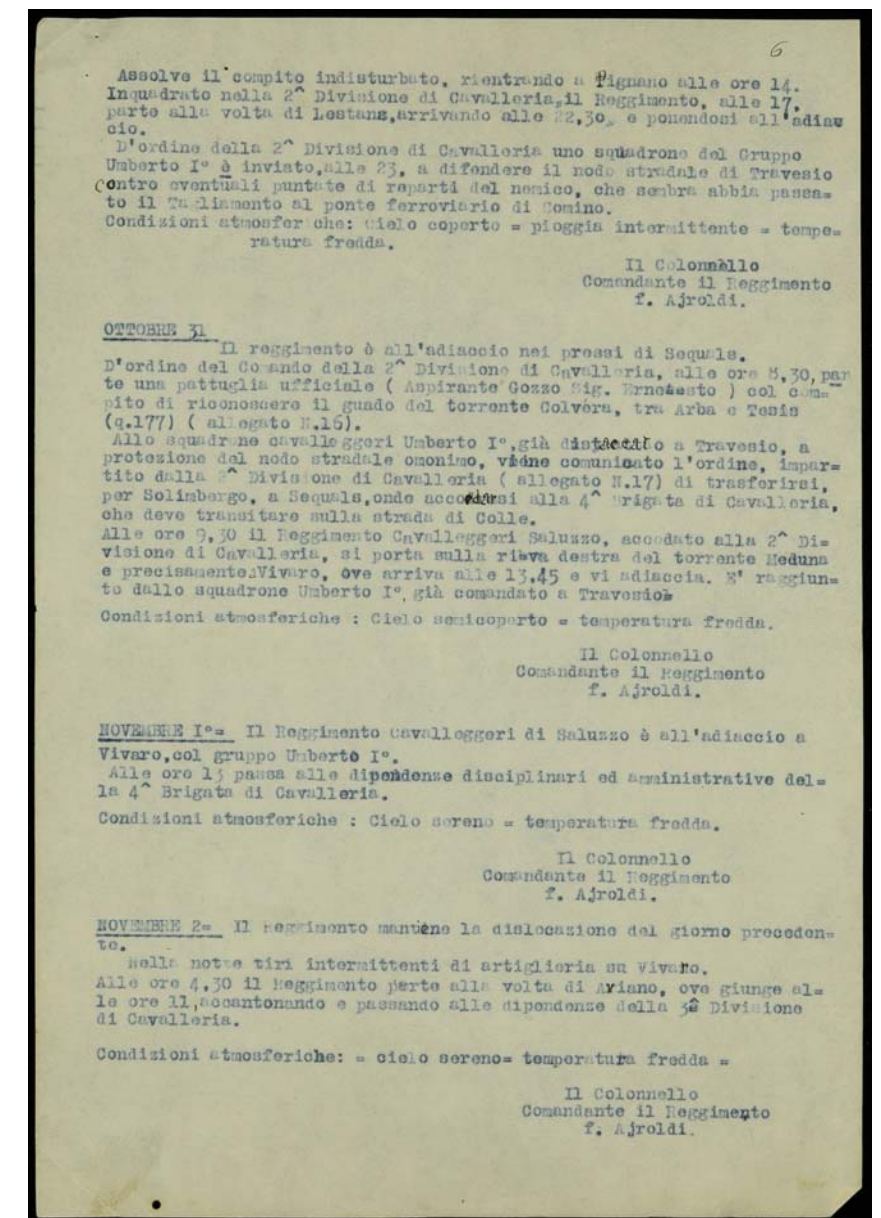 6
Assolve il compito indisturbato, rientrando a Pignano alle ore 14.
Inquadrato nella 2^ Divisione di Cavalleria, il Reggimento, alle 17,
parte alla volta di Lestans,arrivando alle 22,30, e ponendosi all'adiac
cio.
D'ordine della 2^ Divisione di Cavalleria uno squadrone del Gruppo
Umberto I° è inviato,alle 23, a difendere il nodo stradale di Travesio
contro eventuali puntate di reparti del nemico, che sembra abbia passa=
to il Tagliamento al ponte ferroviario di Comino.
Condizioni atmosferiche: cielo coperto = pioggia intermittente = tempe=
ratura fredda.
Il Colonnello
Comandante il Reggimento
f. Ajroldi.
OTTOBRE 31
Il reggimento è all'adiaccio nei pressi di Sequals.
D'ordine del Comando della 2^ Divisione di Cavalleria, alle ore 8,30,par
te una pattuglia ufficiale ( Aspirante Gozzo Sig. Ernesto ) col com=
pito di riconoscere il guado del torrente Colvera, tra Arba e Tesis
(q.177) ( allegato N.16).
Allo squadrone cavalleggeri Umberto I°,già distaccato a Travesio, a
protezione del nodo stradale omonimo, viene comunicato l'ordine, impar=
tito dalla 2^ Divisione di Cavalleria ( allegato N.17) di trasferirsi,
per Solimbergo, a Sequals,onde accodarsi alla 4^ Brigata di Cavalleria,
che deve transitare sulla strada di Colle.
Alle ore 9,30 il Reggimento Cavalleggeri Saluzzo, accodato alla 2^ Di=
visione di Cavalleria, si porta sulla riva destra del torrente Meduna
e precisamente Vivaro, ove arriva alle 13,45 e vi adiaccia. E' raggiun=
to dallo squadrone Umberto I°, già comandato a Travesio=
Condizioni atmosferiche : Cielo semicoperto = temperatura fredda.
Il Colonnello
Comandante il Reggimento
f. Ajroldi.
NOVEMBRE I°= Il Reggimento Cavalleggeri di Saluzzo è all'adiaccio a
Vivaro,col gruppo Umberto I°.
Alle ore 13 passa alle dipendenze disciplinari ed amministrative del=
la 4^ Brigata di Cavalleria.
Condizioni atmosferiche : Cielo sereno = temperatura fredda.
Il Colonnello
Comandante il Reggimento
f. Ajroldi.
NOVEMBRE 2= Il Reggimento mantiene la dislocazione del giorno preceden=
te.
Nella notte tiri intermittenti di artiglieria su Vivaro.
Alle ore 4,30 il Reggimento parte alla volta di Aviano, ove giunge al=
le ore 11,accantonando e passando alle dipendenze della 3^ Divisione
di Cavalleria.
Condizioni atmosferiche: = cielo sereno= temperatura fredda =
Il Colonnello
Comandante il Reggimento
f. Ajroldi.